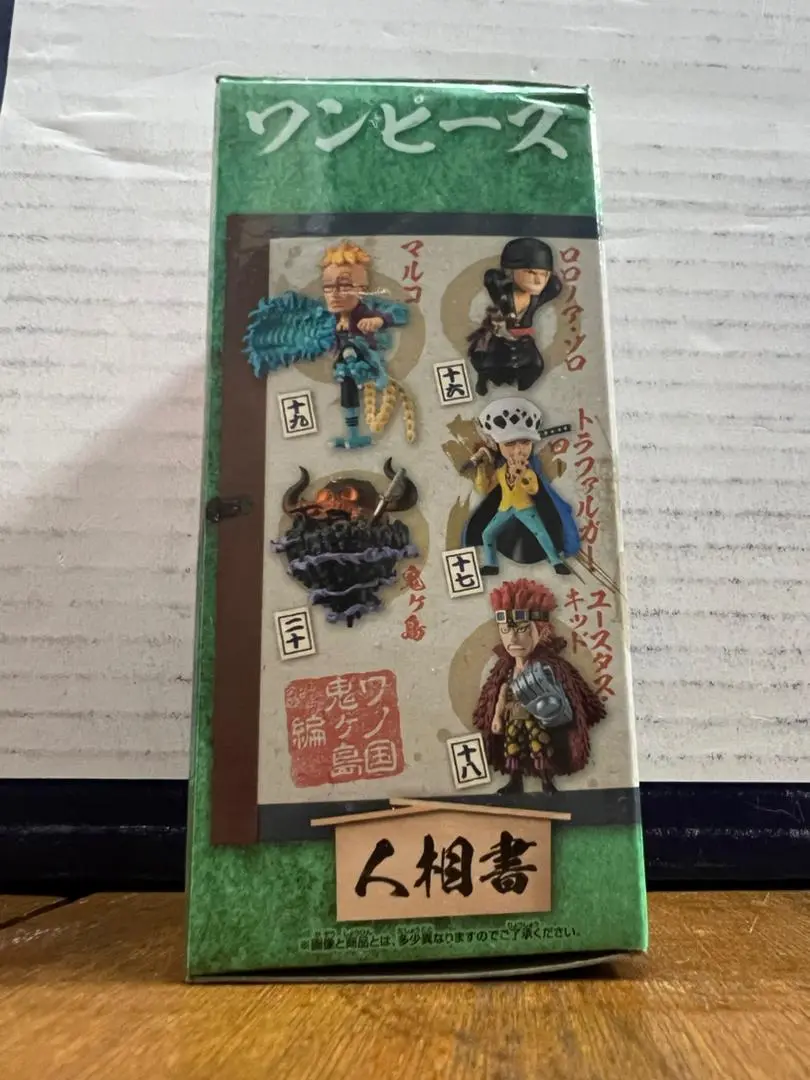 ワンピース
ロロノア・ゾロ
十六
トラファルガー・
ロー
十七
ユースタス・
キッド
十八
マルコ
十九
鬼ヶ島
二十
ワノ国
鬼ヶ島
編
人相書
※画像と商品とは、多少異なりますのでご了承ください。